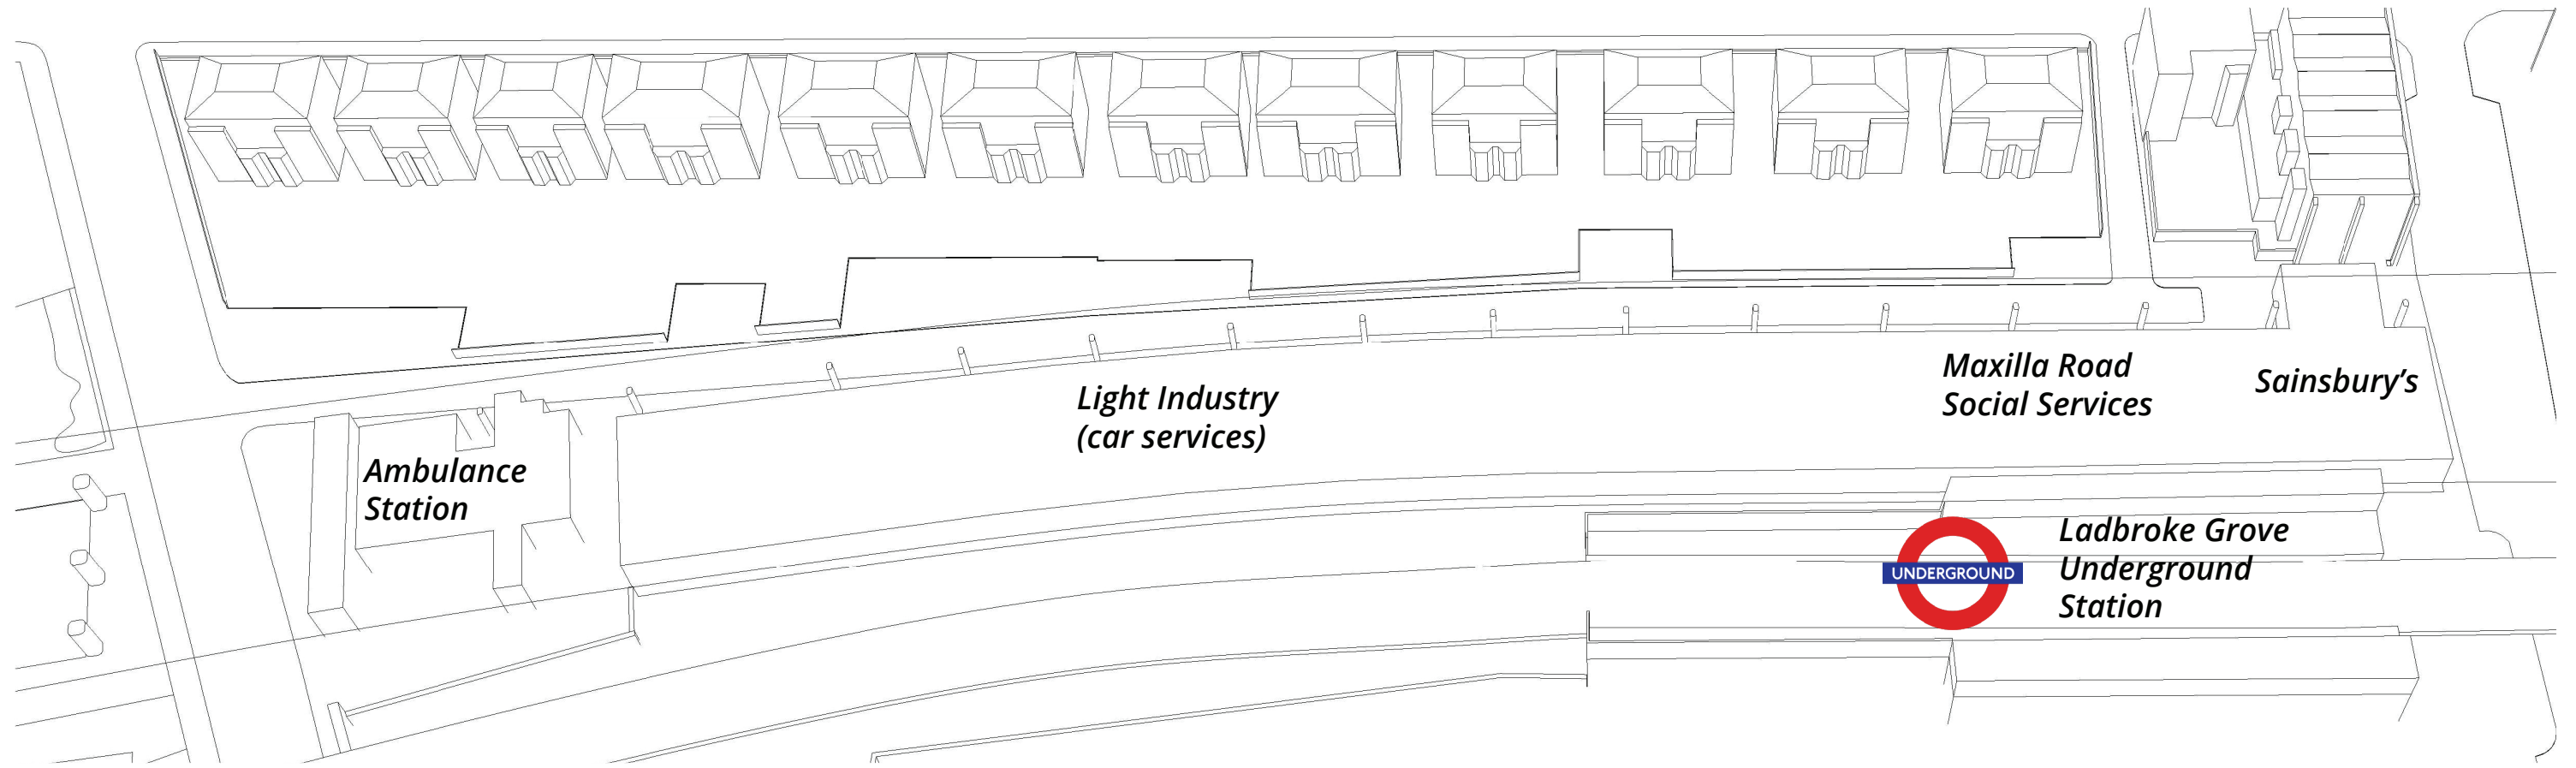 Maxilla Road
Social Services
Sainsbury’s
Light Industry
(car services)
Ambulance
Station
UNDERGROUND
Ladbroke Grove
Underground
Station